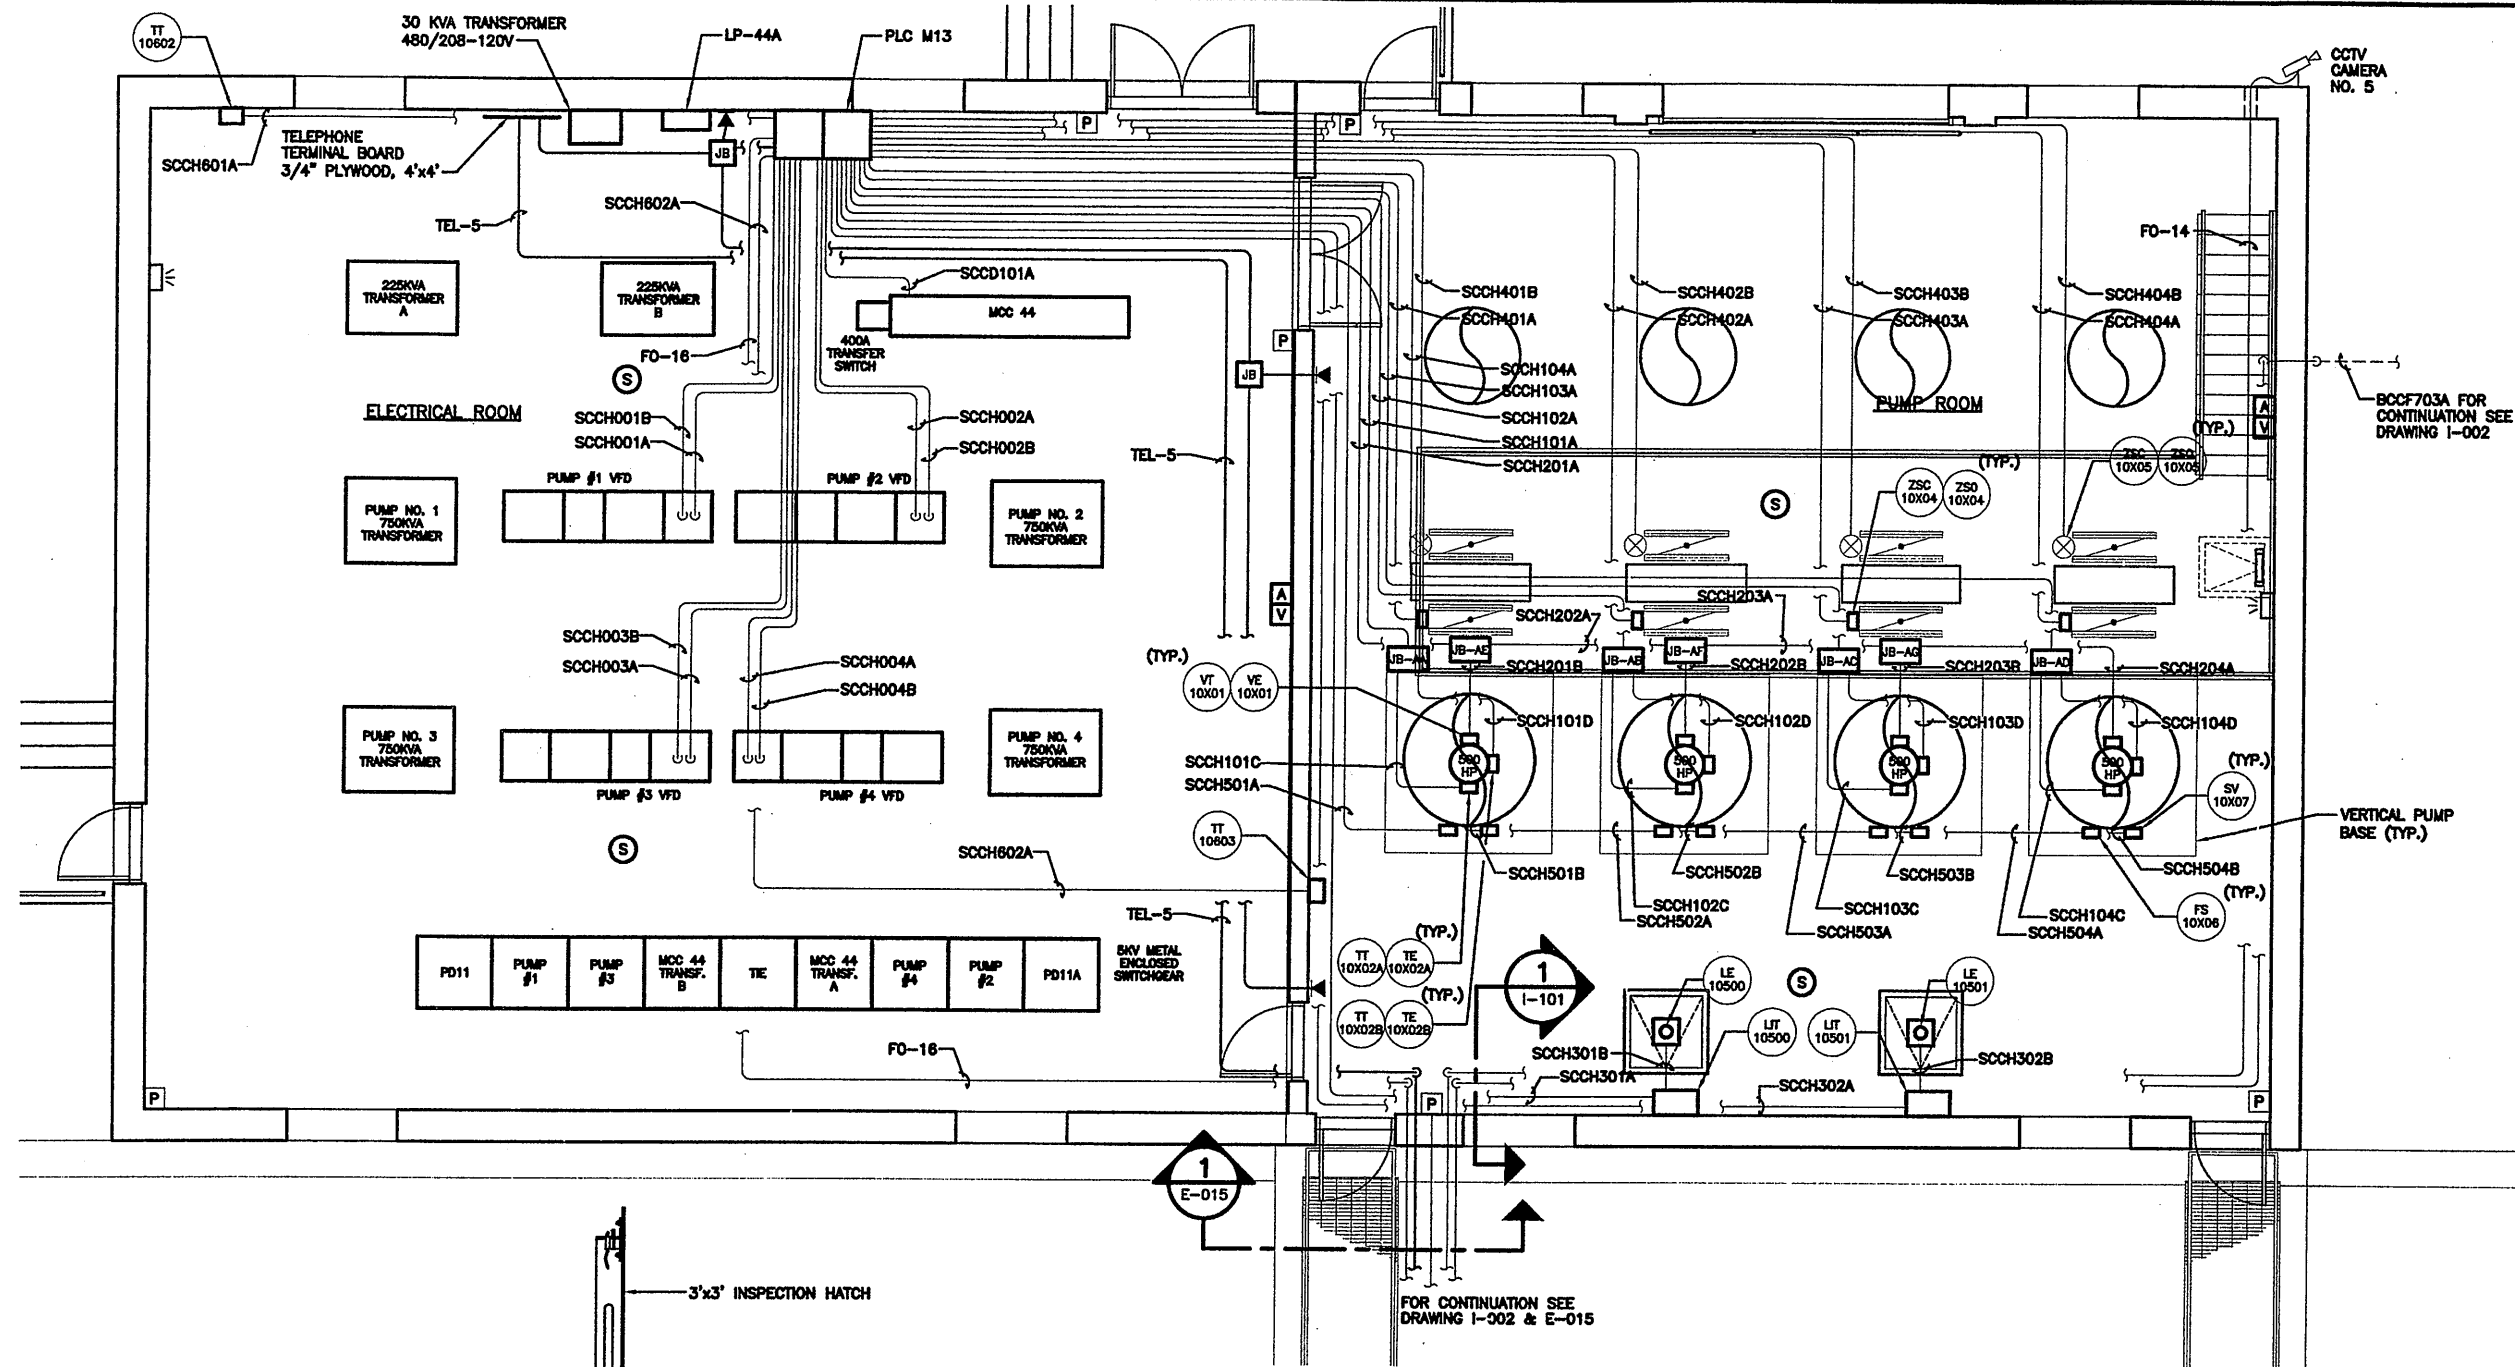 TT
10602
30 KVA TRANSFORMER
480/208-120V
LP-44A
PLC M13
CCTV
CAMERA
NO. 5
P
P
TELEPHONE
TERMINAL BOARD
3/4" PLYWOOD, 4'x4'
SCCH601A
JB
SCCH602A
TEL-5
FO-14
225KVA
TRANSFORMER
A
225KVA
TRANSFORMER
B
SCCD101A
MCC 44
400A
TRANSFER
SWITCH
FO-16
S
P
JB
SCCH401B
SCCH401A
SCCH402B
SCCH402A
SCCH403B
SCCH403A
SCCH404B
SCCH404A
SCCH104A
SCCH103A
SCCH102A
SCCH101A
SCCH201A
ELECTRICAL ROOM
PUMP ROOM
A
V
BCCF703A FOR
CONTINUATION SEE
DRAWING I-002
(TYP.)
SCCH001B
SCCH001A
SCCH002A
SCCH002B
TEL-5
PUMP #1 VFD
PUMP #2 VFD
PUMP NO. 1
750KVA
TRANSFORMER
PUMP NO. 2
750KVA
TRANSFORMER
S
(TYP.)
ZSC
10X04
ZSO
10X04
ZSC
10X05
ZSO
10X05
A
V
SCCH202A
SCCH203A
SCCH003B
SCCH003A
SCCH004A
SCCH004B
(TYP.)
VT
10X01
VE
10X01
JB-AA
JB-AE
SCCH201B
JB-AB
JB-AF
SCCH202B
JB-AC
JB-AG
SCCH203B
JB-AD
SCCH204A
PUMP NO. 3
750KVA
TRANSFORMER
PUMP #3 VFD
PUMP #4 VFD
PUMP NO. 4
750KVA
TRANSFORMER
SCCH101D
SCCH102D
SCCH103D
SCCH104D
SCCH101C
SCCH501A
500
HP
500
HP
500
HP
500
HP
(TYP.)
SV
10X07
VERTICAL PUMP
BASE (TYP.)
S
SCCH602A
TT
10603
SCCH501B
SCCH502B
SCCH503B
SCCH504B
SCCH102C
SCCH502A
SCCH103C
SCCH503A
SCCH104C
SCCH504A
(TYP.)
FS
10X06
TEL-5
5KV METAL
ENCLOSED
SWITCHGEAR
PD11
PUMP
#1
PUMP
#3
MCC 44
TRANSF.
B
TIE
MCC 44
TRANSF.
A
PUMP
#4
PUMP
#2
PD11A
(TYP.)
TT
10X02A
TE
10X02A
(TYP.)
TT
10X02B
TE
10X02B
1
I-101
LE
10500
S
LE
10501
LIT
10500
LIT
10501
FO-16
SCCH301B
SCCH301A
SCCH302B
SCCH302A
P
P
P
1
E-015
3'x3' INSPECTION HATCH
FOR CONTINUATION SEE
DRAWING I-002 & E-015